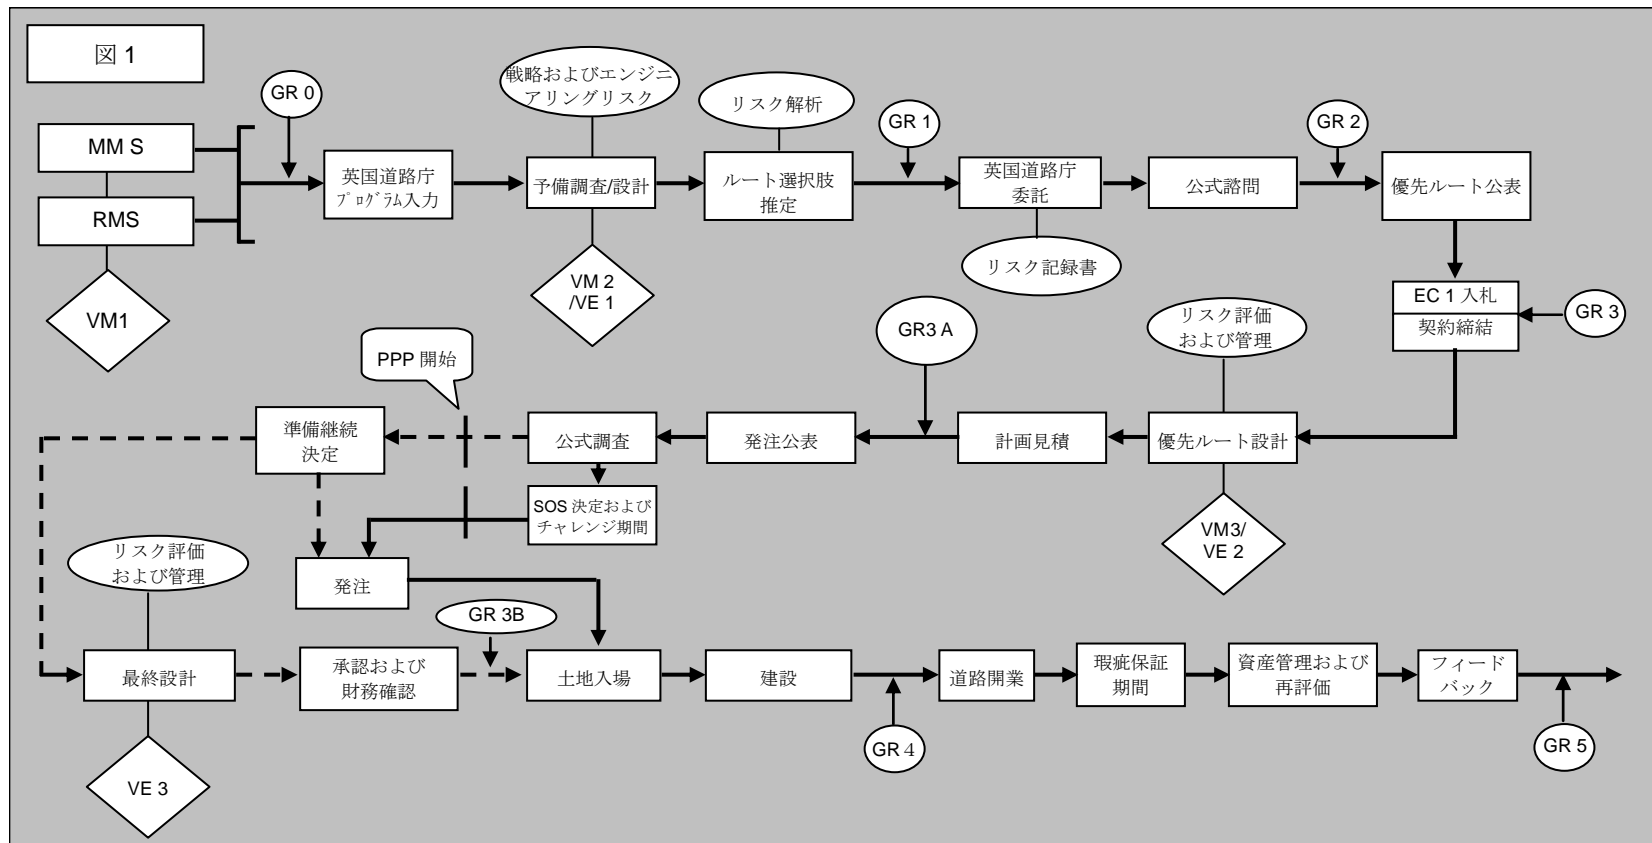 図 1
GR 0
戦略およびエンジニ
アリングリスク
リスク解析
GR 1
GR 2
MM S
RMS
英国道路庁
プログラム入力
予備調査/設計
ルート選択肢
推定
英国道路庁
委託
公式諮問
優先ルート公表
リスク記録書
VM1
VM 2
/VE 1
EC 1 入札
契約締結
GR 3
PPP 開始
GR3 A
リスク評価
および管理
準備継続
決定
公式調査
発注公表
計画見積
優先ルート設計
SOS 決定および
チャレンジ期間
VM3/
VE 2
リスク評価
および管理
発注
GR 3B
最終設計
承認および
財務確認
土地入場
建設
道路開業
瑕疵保証
期間
資産管理および
再評価
フィード
バック
GR 4
GR 5
VE 3